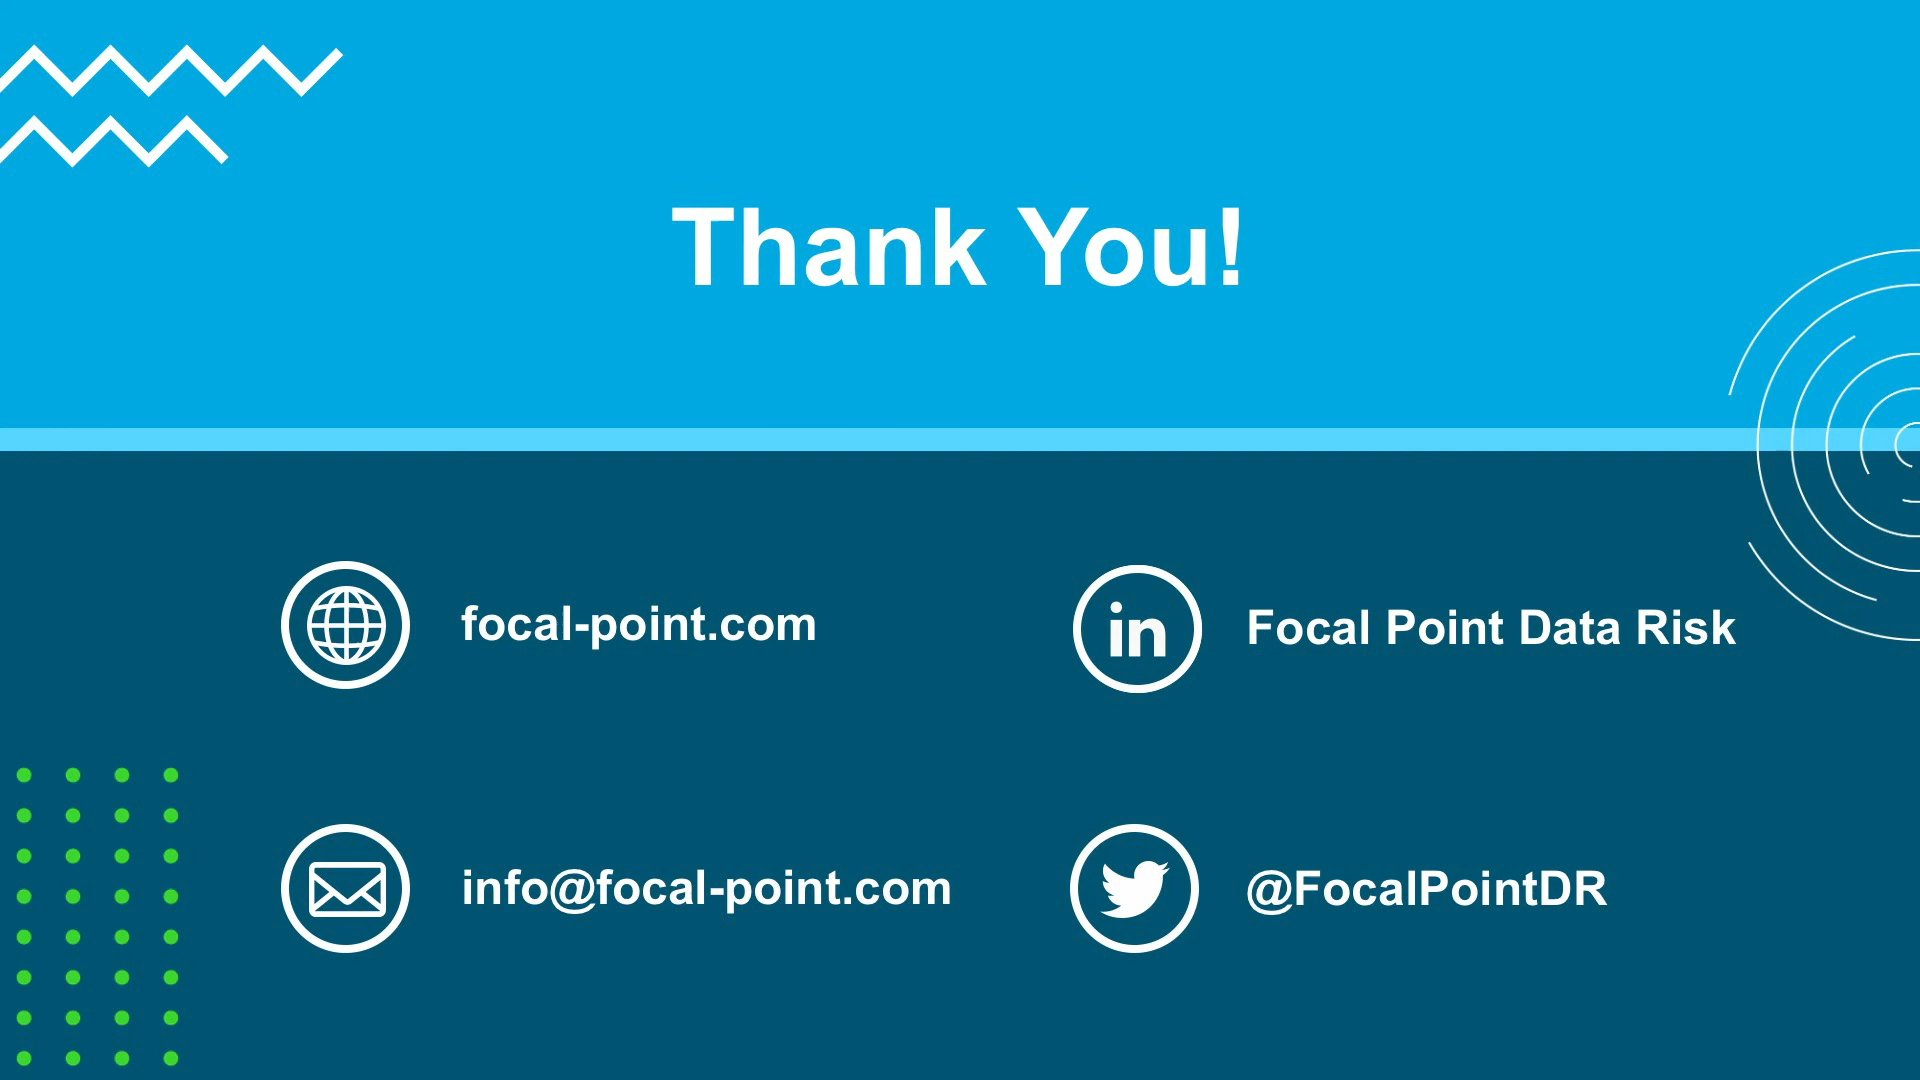 Thank You!
focal-point.com
Focal Point Data Risk
info@focal-point.com
@FocalPointDR